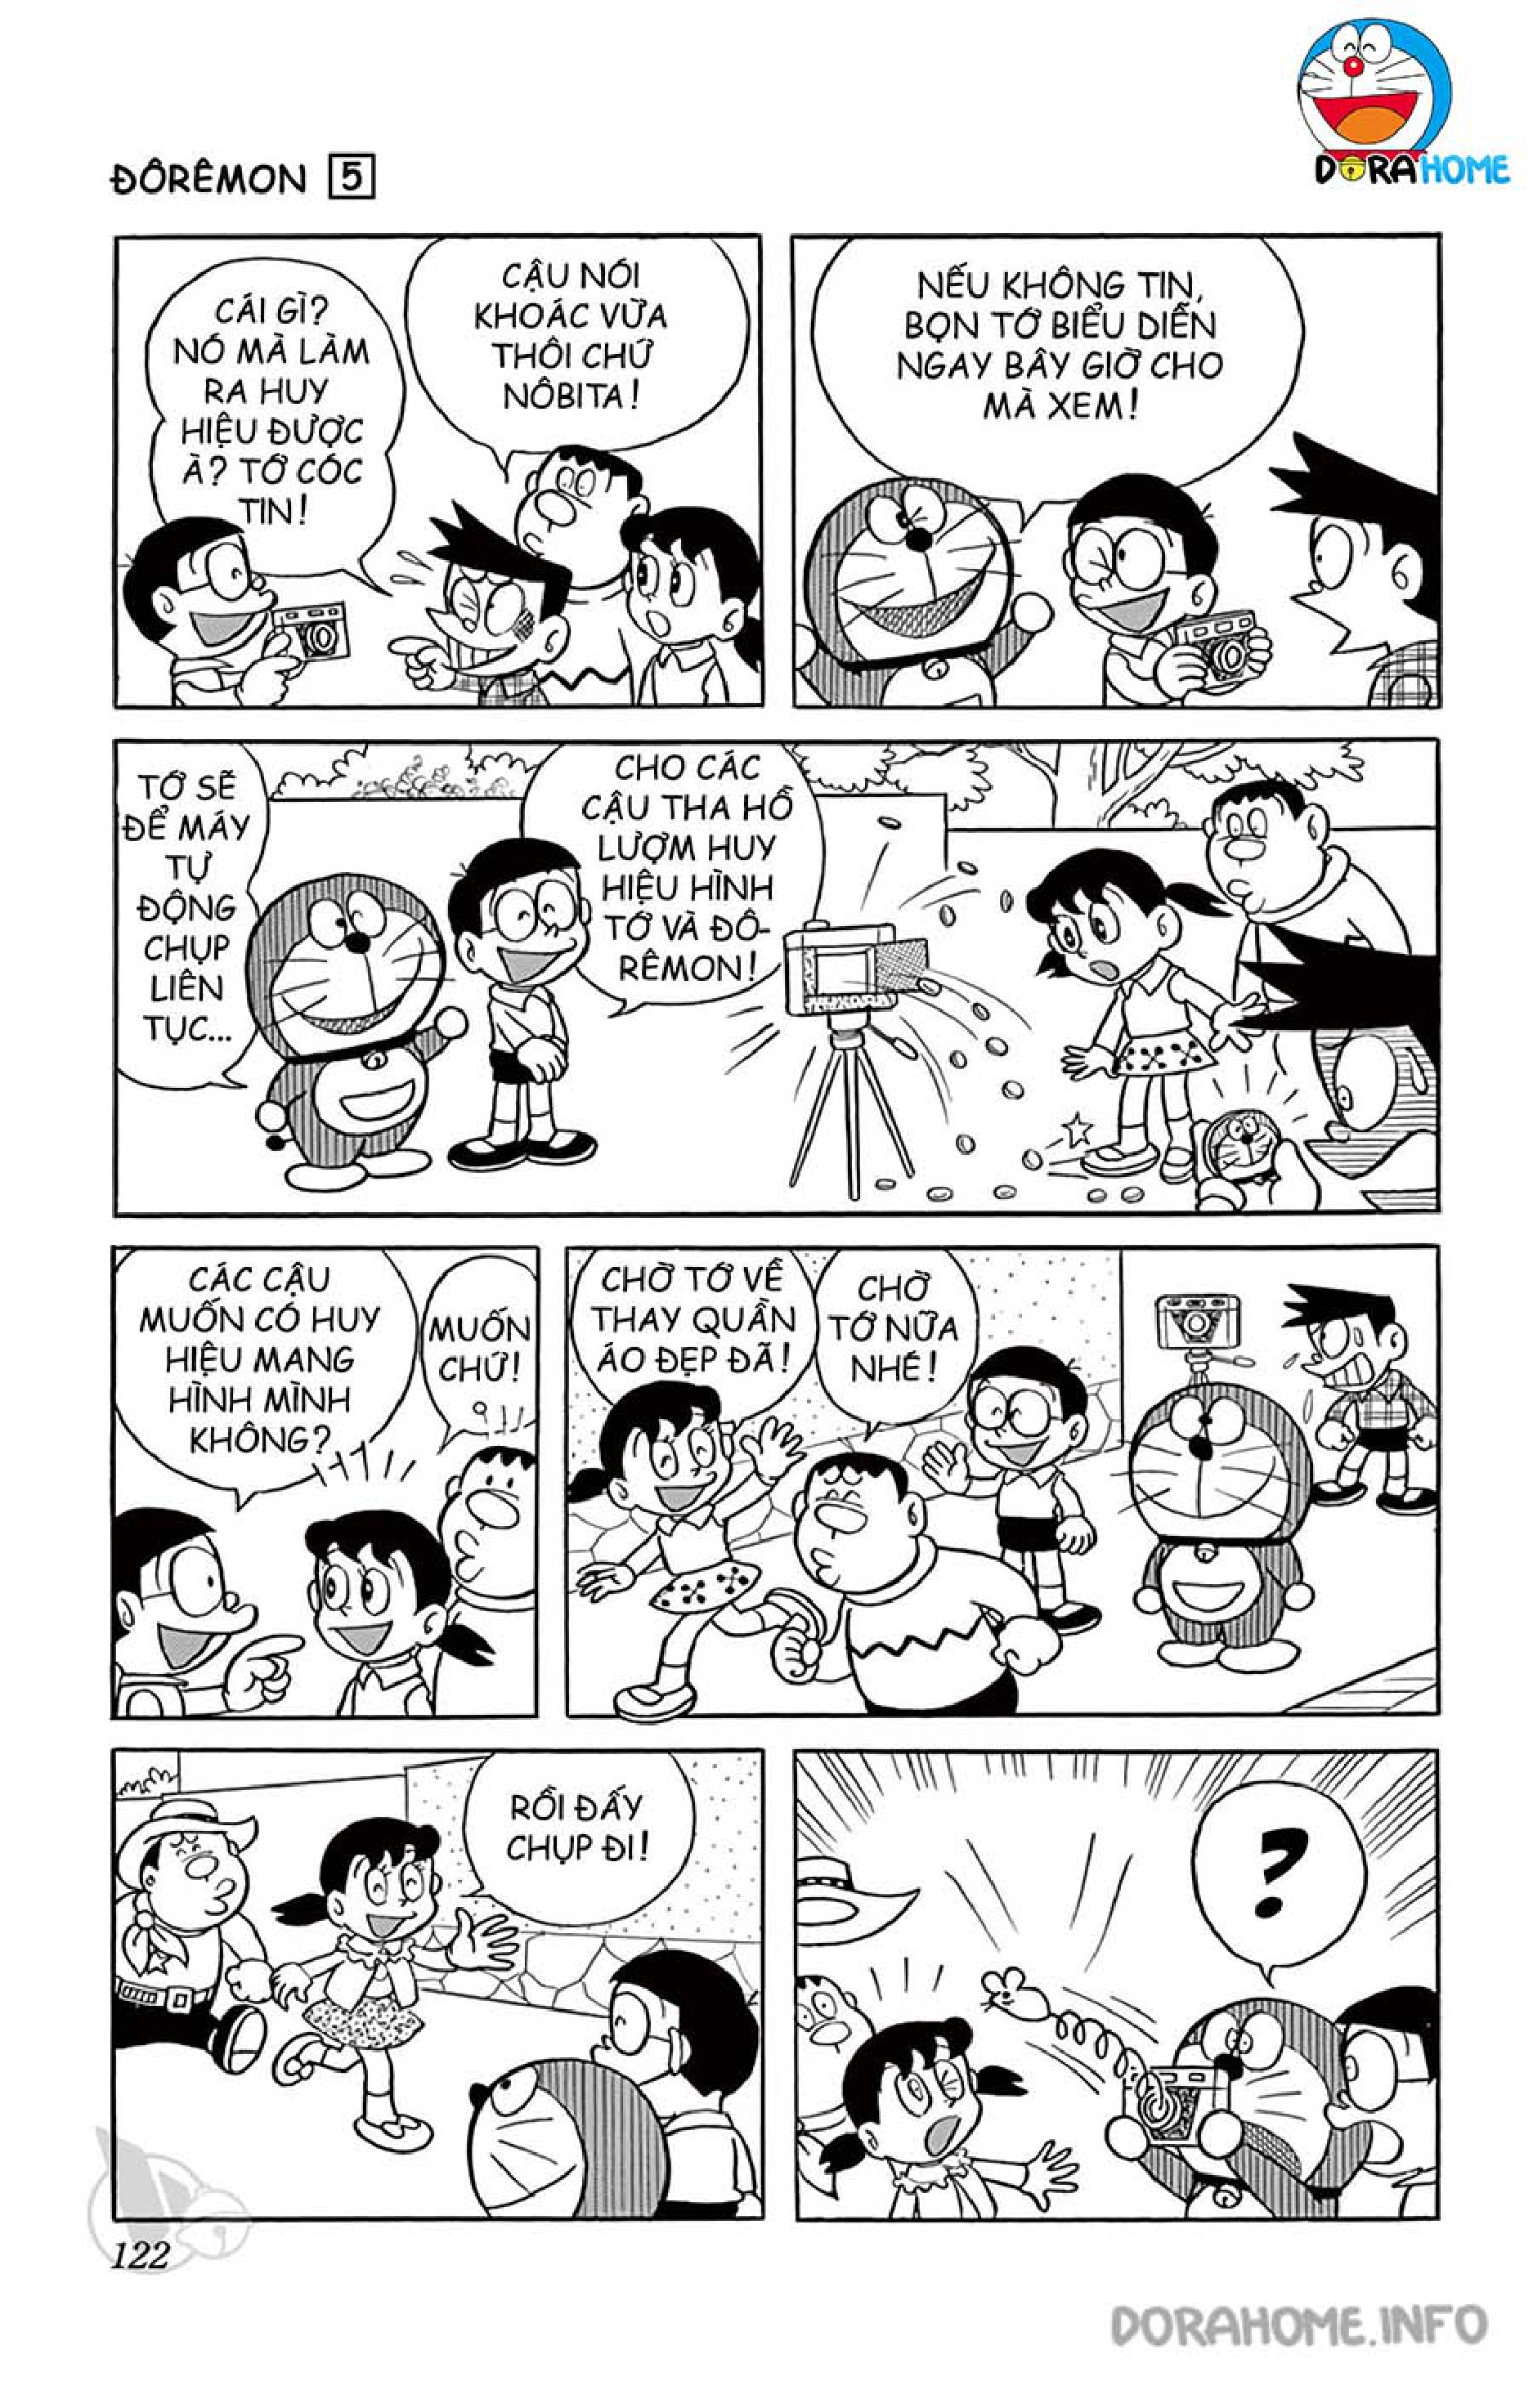 DORAHOME
ĐÔRÊMON 5
CÁI GÌ?
NÓ MÀ LÀM
RA HUY
HIỆU ĐƯỢC
À? TỚ CÓC
TIN!
CẬU NÓI
KHOÁC VỪA
THÔI CHỨ
NÔBITA!
NẾU KHÔNG TIN,
BỌN TỚ BIỂU DIỄN
NGAY BÂY GIỜ CHO
MÀ XEM!
TỚ SẼ
ĐỂ MÁY
TỰ
ĐỘNG
CHỤP
LIÊN
TỤC...
CHO CÁC
CẬU THA HỒ
LƯỢM HUY
HIỆU HÌNH
TỚ VÀ ĐÔ-
RÊMON!
CÁC CẬU
MUỐN CÓ HUY
HIỆU MANG
HÌNH MÌNH
KHÔNG?
MUỐN
CHỨ!
CHỜ TỚ VỀ
THAY QUẦN
ÁO ĐẸP ĐÃ!
CHỜ
TỚ NỮA
NHÉ!
RỒI ĐẤY
CHỤP ĐI!
?
122
DORAHOME.INFO